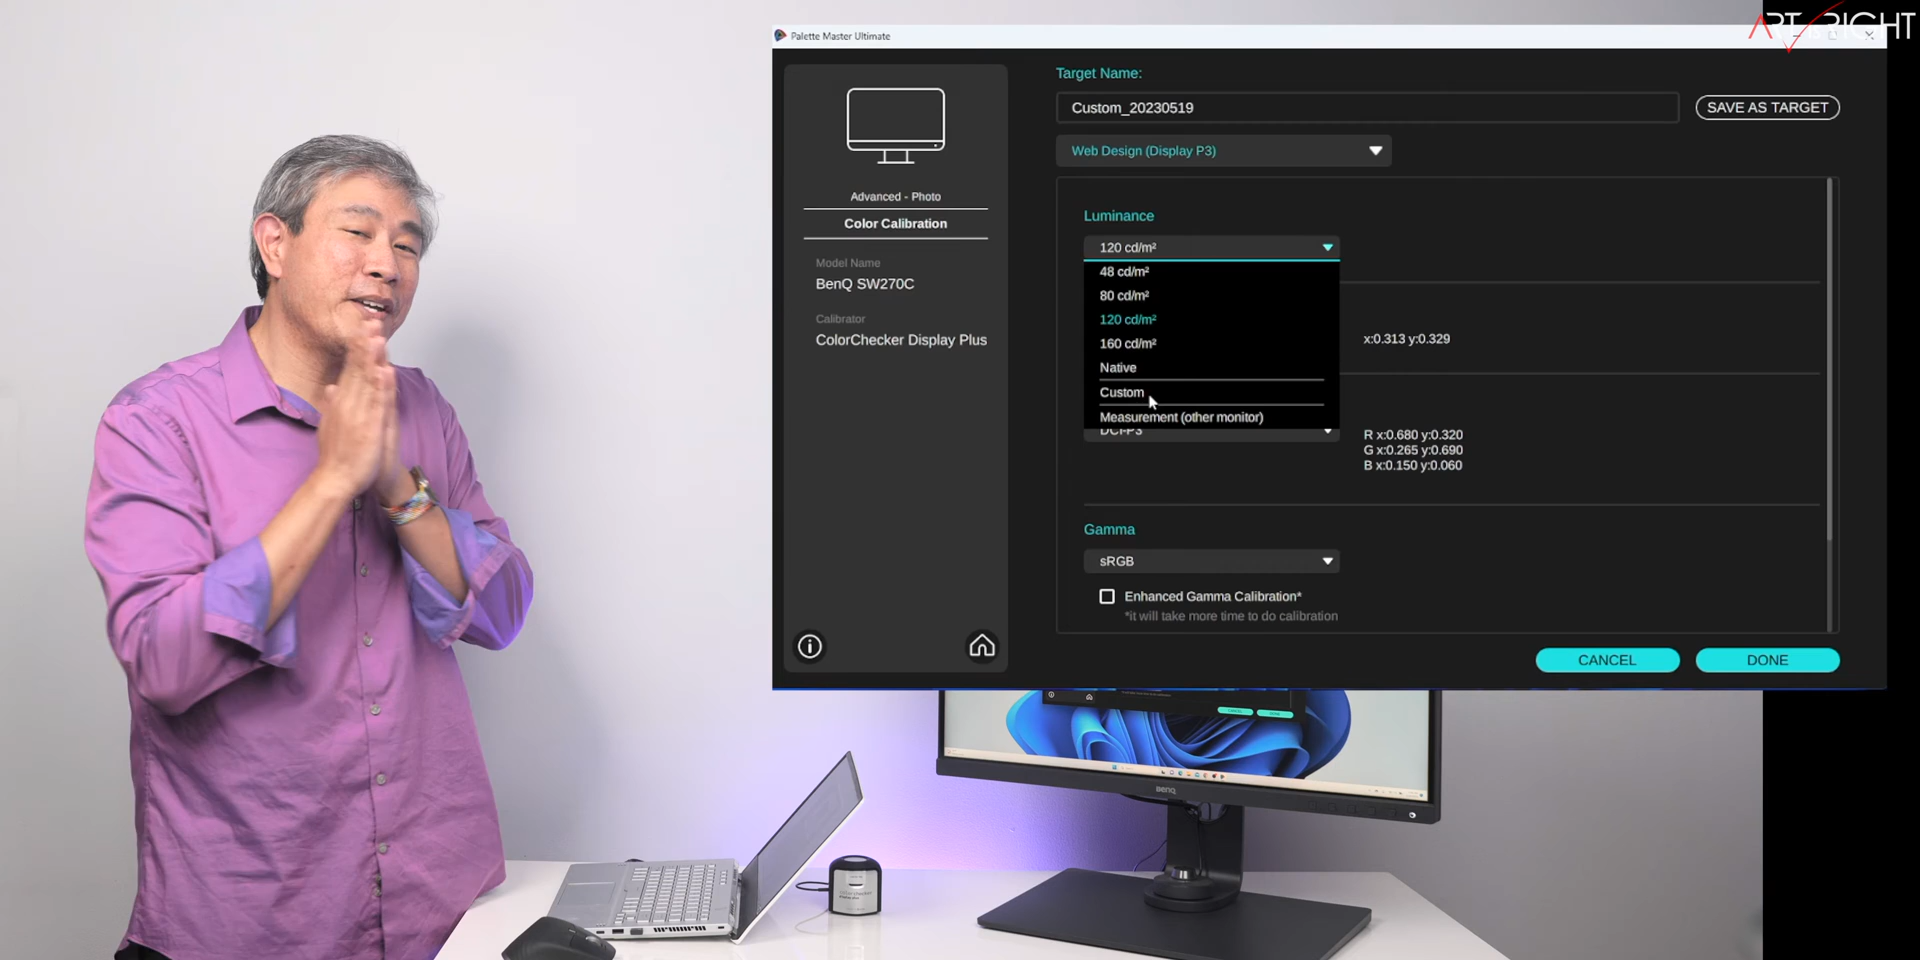 ART IS RIGHT
Palette Master Ultimate
Advanced - Photo
Color Calibration
Model Name
BenQ SW270C
Calibrator
ColorChecker Display Plus
Target Name:
Custom_20230519
SAVE AS TARGET
Web Design (Display P3)
Luminance
120 cd/m²
48 cd/m²
80 cd/m²
120 cd/m²
160 cd/m²
Native
Custom
Measurement (other monitor)
DCI-P3
x:0.313 y:0.329
R x:0.680 y:0.320
G x:0.265 y:0.690
B x:0.150 y:0.060
Gamma
sRGB
Enhanced Gamma Calibration*
*it will take more time to do calibration
CANCEL
DONE
BenQ